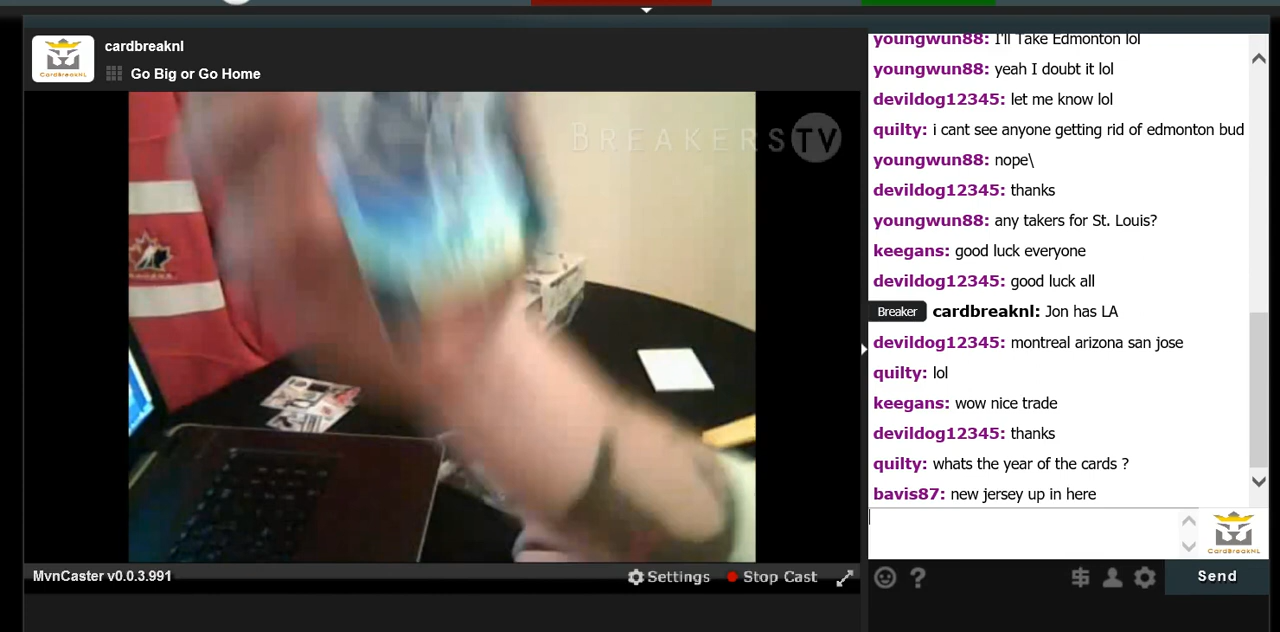 cardbreaknl
CardBreakNL
Go Big or Go Home
BREAKERSTV
MvnCaster v0.0.3.991
Settings
Stop Cast
youngwun88: I'll Take Edmonton lol
youngwun88: yeah I doubt it lol
devildog12345: let me know lol
quilty: i cant see anyone getting rid of edmonton bud
youngwun88: nope\
devildog12345: thanks
youngwun88: any takers for St. Louis?
keegans: good luck everyone
devildog12345: good luck all
Breaker cardbreaknl: Jon has LA
devildog12345: montreal arizona san jose
quilty: lol
keegans: wow nice trade
devildog12345: thanks
quilty: whats the year of the cards ?
bavis87: new jersey up in here
CardBreakNL
Send